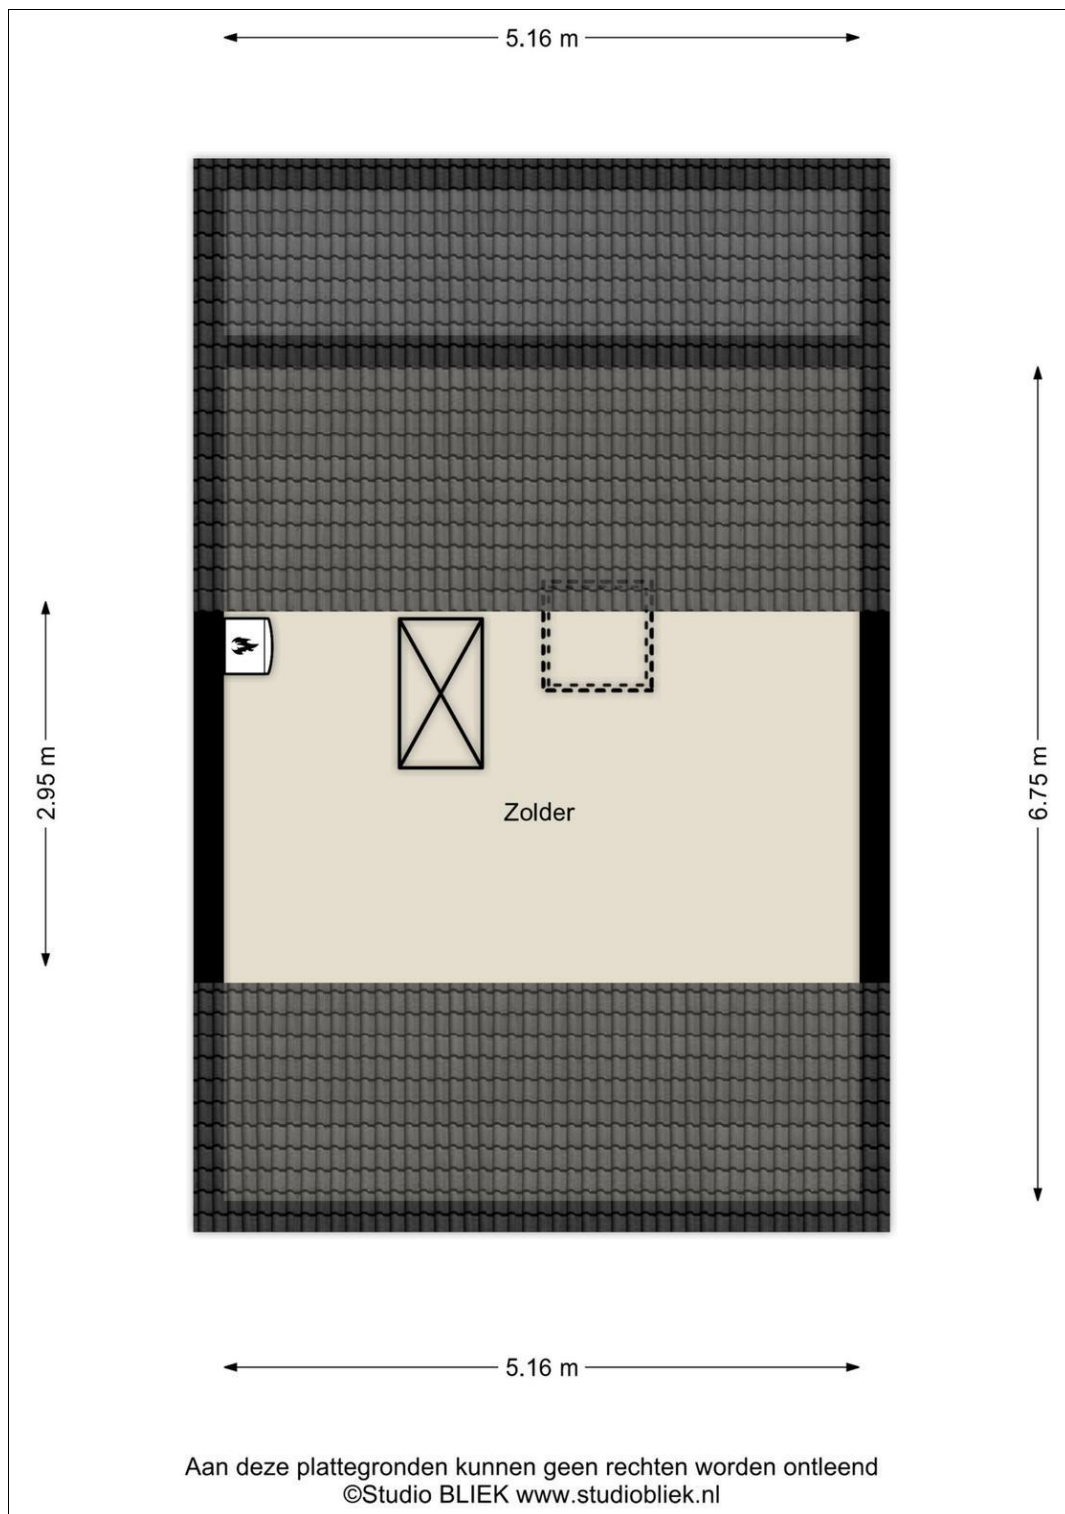 5.16 m
2.95 m
6.75 m
Zolder
5.16 m
Aan deze plattegronden kunnen geen rechten worden ontleend
©Studio BLIEK www.studiobliek.nl